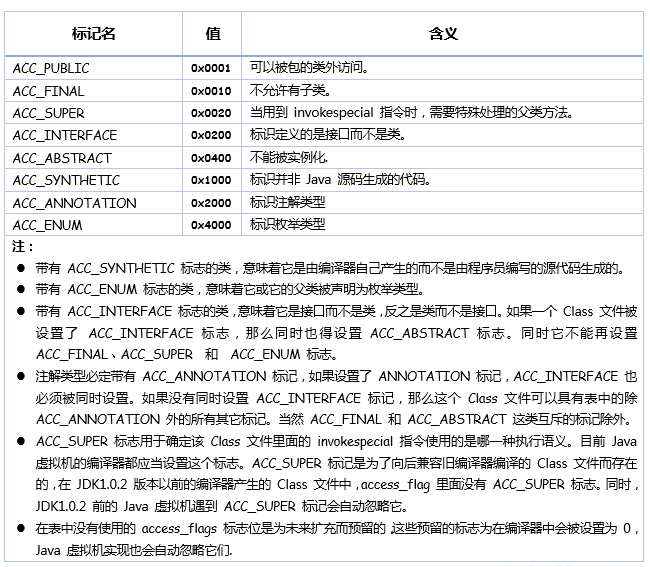 标记名 值 含义
ACC_PUBLIC 0x0001 可以被包的类外访问。
ACC_FINAL 0x0010 不允许有子类。
ACC_SUPER 0x0020 当用到 invokespecial 指令时，需要特殊处理的父类方法。
ACC_INTERFACE 0x0200 标识定义的是接口而不是类。
ACC_ABSTRACT 0x0400 不能被实例化.
ACC_SYNTHETIC 0x1000 标识并非 Java 源码生成的代码。
ACC_ANNOTATION 0x2000 标识注解类型
ACC_ENUM 0x4000 标识枚举类型
注：
● 带有 ACC_SYNTHETIC 标志的类，意味着它是由编译器自己产生的而不是由程序员编写的源代码生成的。
● 带有 ACC_ENUM 标志的类，意味着它或它的父类被声明为枚举类型。
● 带有 ACC_INTERFACE 标志的类，意味着它是接口而不是类，反之是类而不是接口。如果一个 Class 文件被
设置了 ACC_INTERFACE 标志，那么同时也得设置 ACC_ABSTRACT 标志。同时它不能再设置
ACC_FINAL、ACC_SUPER 和 ACC_ENUM 标志。
● 注解类型必定带有 ACC_ANNOTATION 标记，如果设置了 ANNOTATION 标记，ACC_INTERFACE 也
必须被同时设置。如果没有同时设置 ACC_INTERFACE 标记，那么这个 Class 文件可以具有表中的除
ACC_ANNOTATION 外的所有其它标记。当然 ACC_FINAL 和 ACC_ABSTRACT 这类互斥的标记除外。
● ACC_SUPER 标志用于确定该 Class 文件里面的 invokespecial 指令使用的是哪一种执行语义。目前 Java
虚拟机的编译器都应当设置这个标志。ACC_SUPER 标记是为了向后兼容旧编译器编译的 Class 文件而存在
的，在 JDK1.0.2 版本以前的编译器产生的 Class 文件中，access_flag 里面没有 ACC_SUPER 标志。同时，
JDK1.0.2 前的 Java 虚拟机遇到 ACC_SUPER 标记会自动忽略它。
● 在表中没有使用的 access_flags 标志位是为未来扩充而预留的,这些预留的标志为在编译器中会被设置为 0，
Java 虚拟机实现也会自动忽略它们.